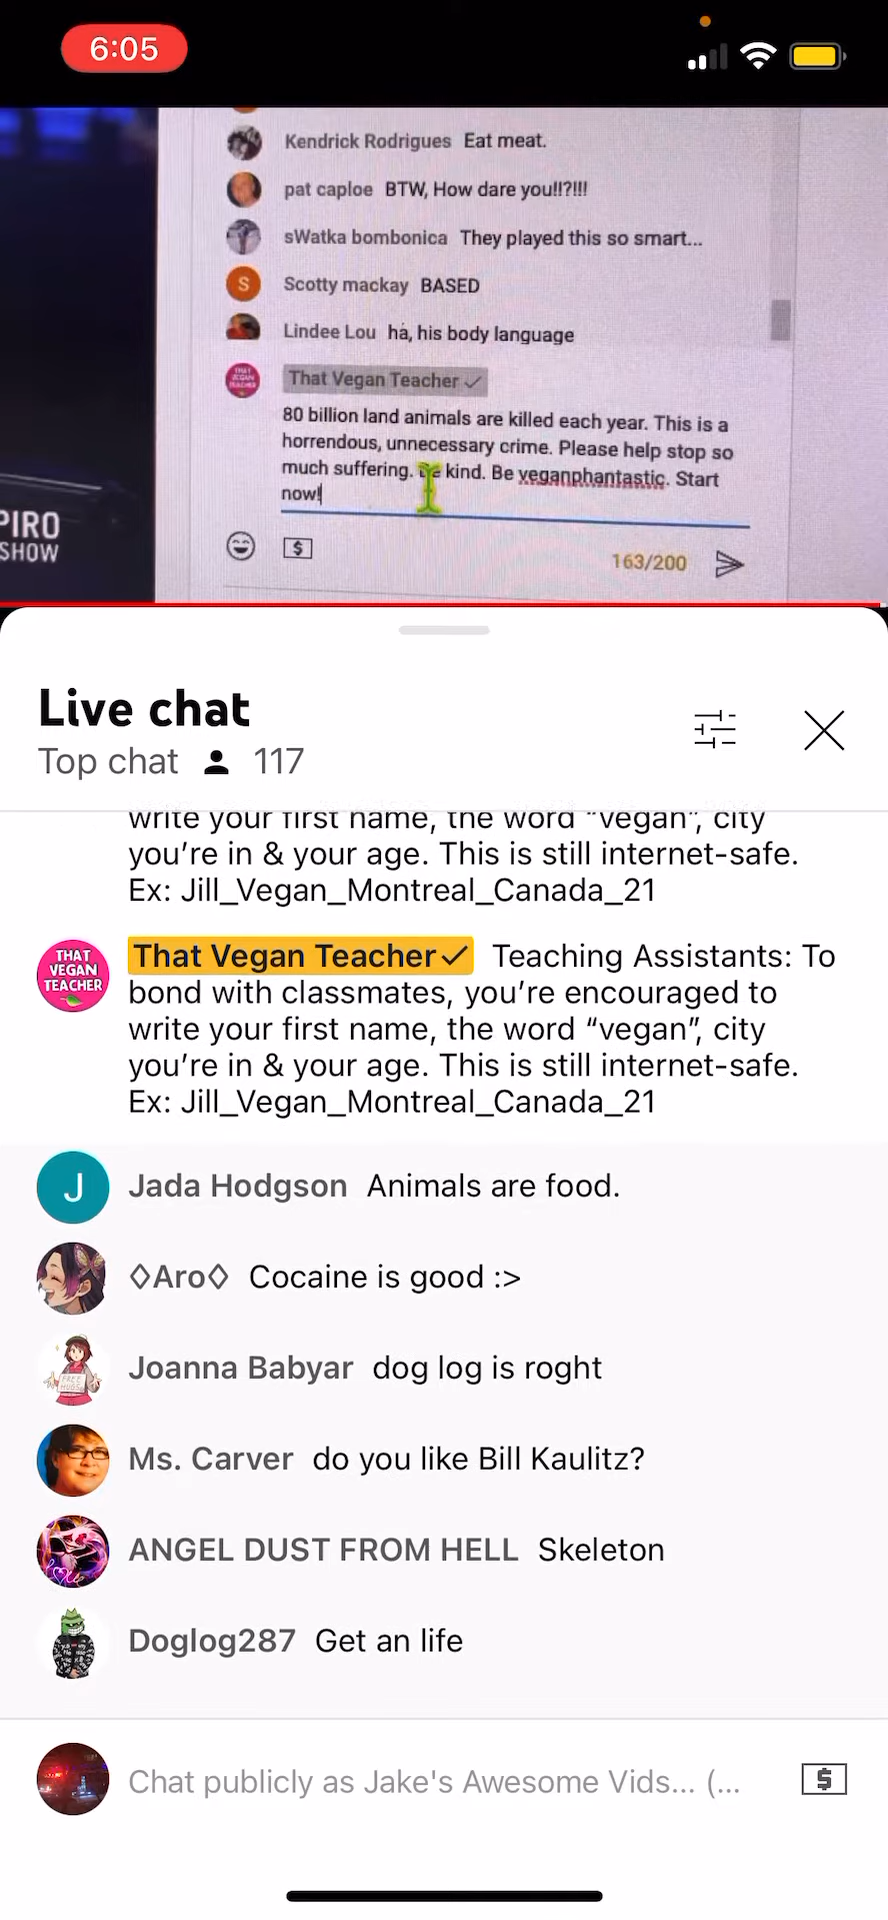 6:05
Kendrick Rodrigues Eat meat.
pat caploe BTW, How dare you!!?!!!
sWatka bombonica They played this so smart...
S Scotty mackay BASED
Lindee Lou ha, his body language
THAT VEGAN TEACHER That Vegan Teacher ✓
80 billion land animals are killed each year. This is a
horrendous, unnecessary crime. Please help stop so
much suffering. kind. Be veganphantastic. Start
now!
PIRO
SHOW
$ 163/200
Live chat
Top chat 117
write your first name, the word “vegan”, city
you’re in & your age. This is still internet-safe.
Ex: Jill_Vegan_Montreal_Canada_21
THAT VEGAN TEACHER
That Vegan Teacher✓ Teaching Assistants: To
bond with classmates, you’re encouraged to
write your first name, the word “vegan”, city
you’re in & your age. This is still internet-safe.
Ex: Jill_Vegan_Montreal_Canada_21
J Jada Hodgson Animals are food.
◊Aro◊ Cocaine is good :>
FREE HUGS Joanna Babyar dog log is roght
Ms. Carver do you like Bill Kaulitz?
ANGEL DUST FROM HELL Skeleton
Doglog287 Get an life
Chat publicly as Jake's Awesome Vids... (... $